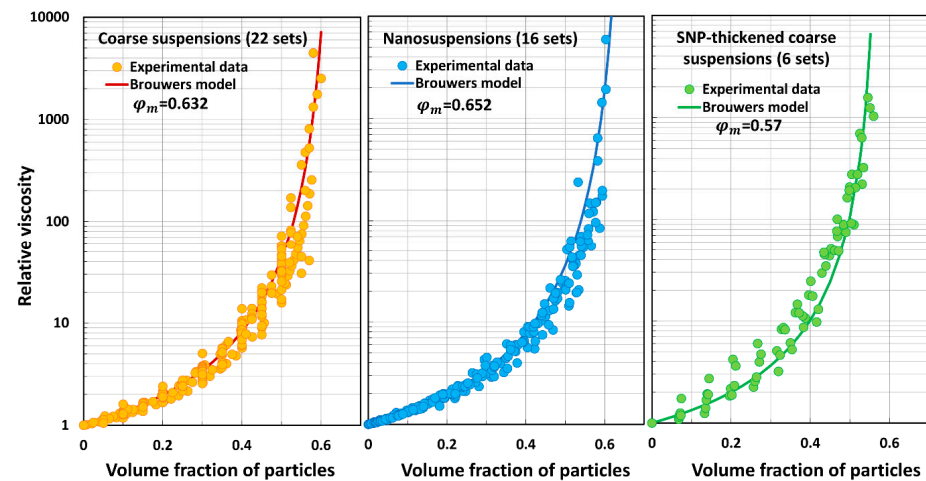 Relative viscosity
10000
1000
100
10
1
Coarse suspensions (22 sets)
Experimental data
Brouwers model
φₘ=0.632
0
0.2
0.4
0.6
Volume fraction of particles
Nanosuspensions (16 sets)
Experimental data
Brouwers model
φₘ=0.652
0
0.2
0.4
0.6
Volume fraction of particles
SNP-thickened coarse
suspensions (6 sets)
Experimental data
Brouwers model
φₘ=0.57
0
0.2
0.4
0.6
Volume fraction of particles